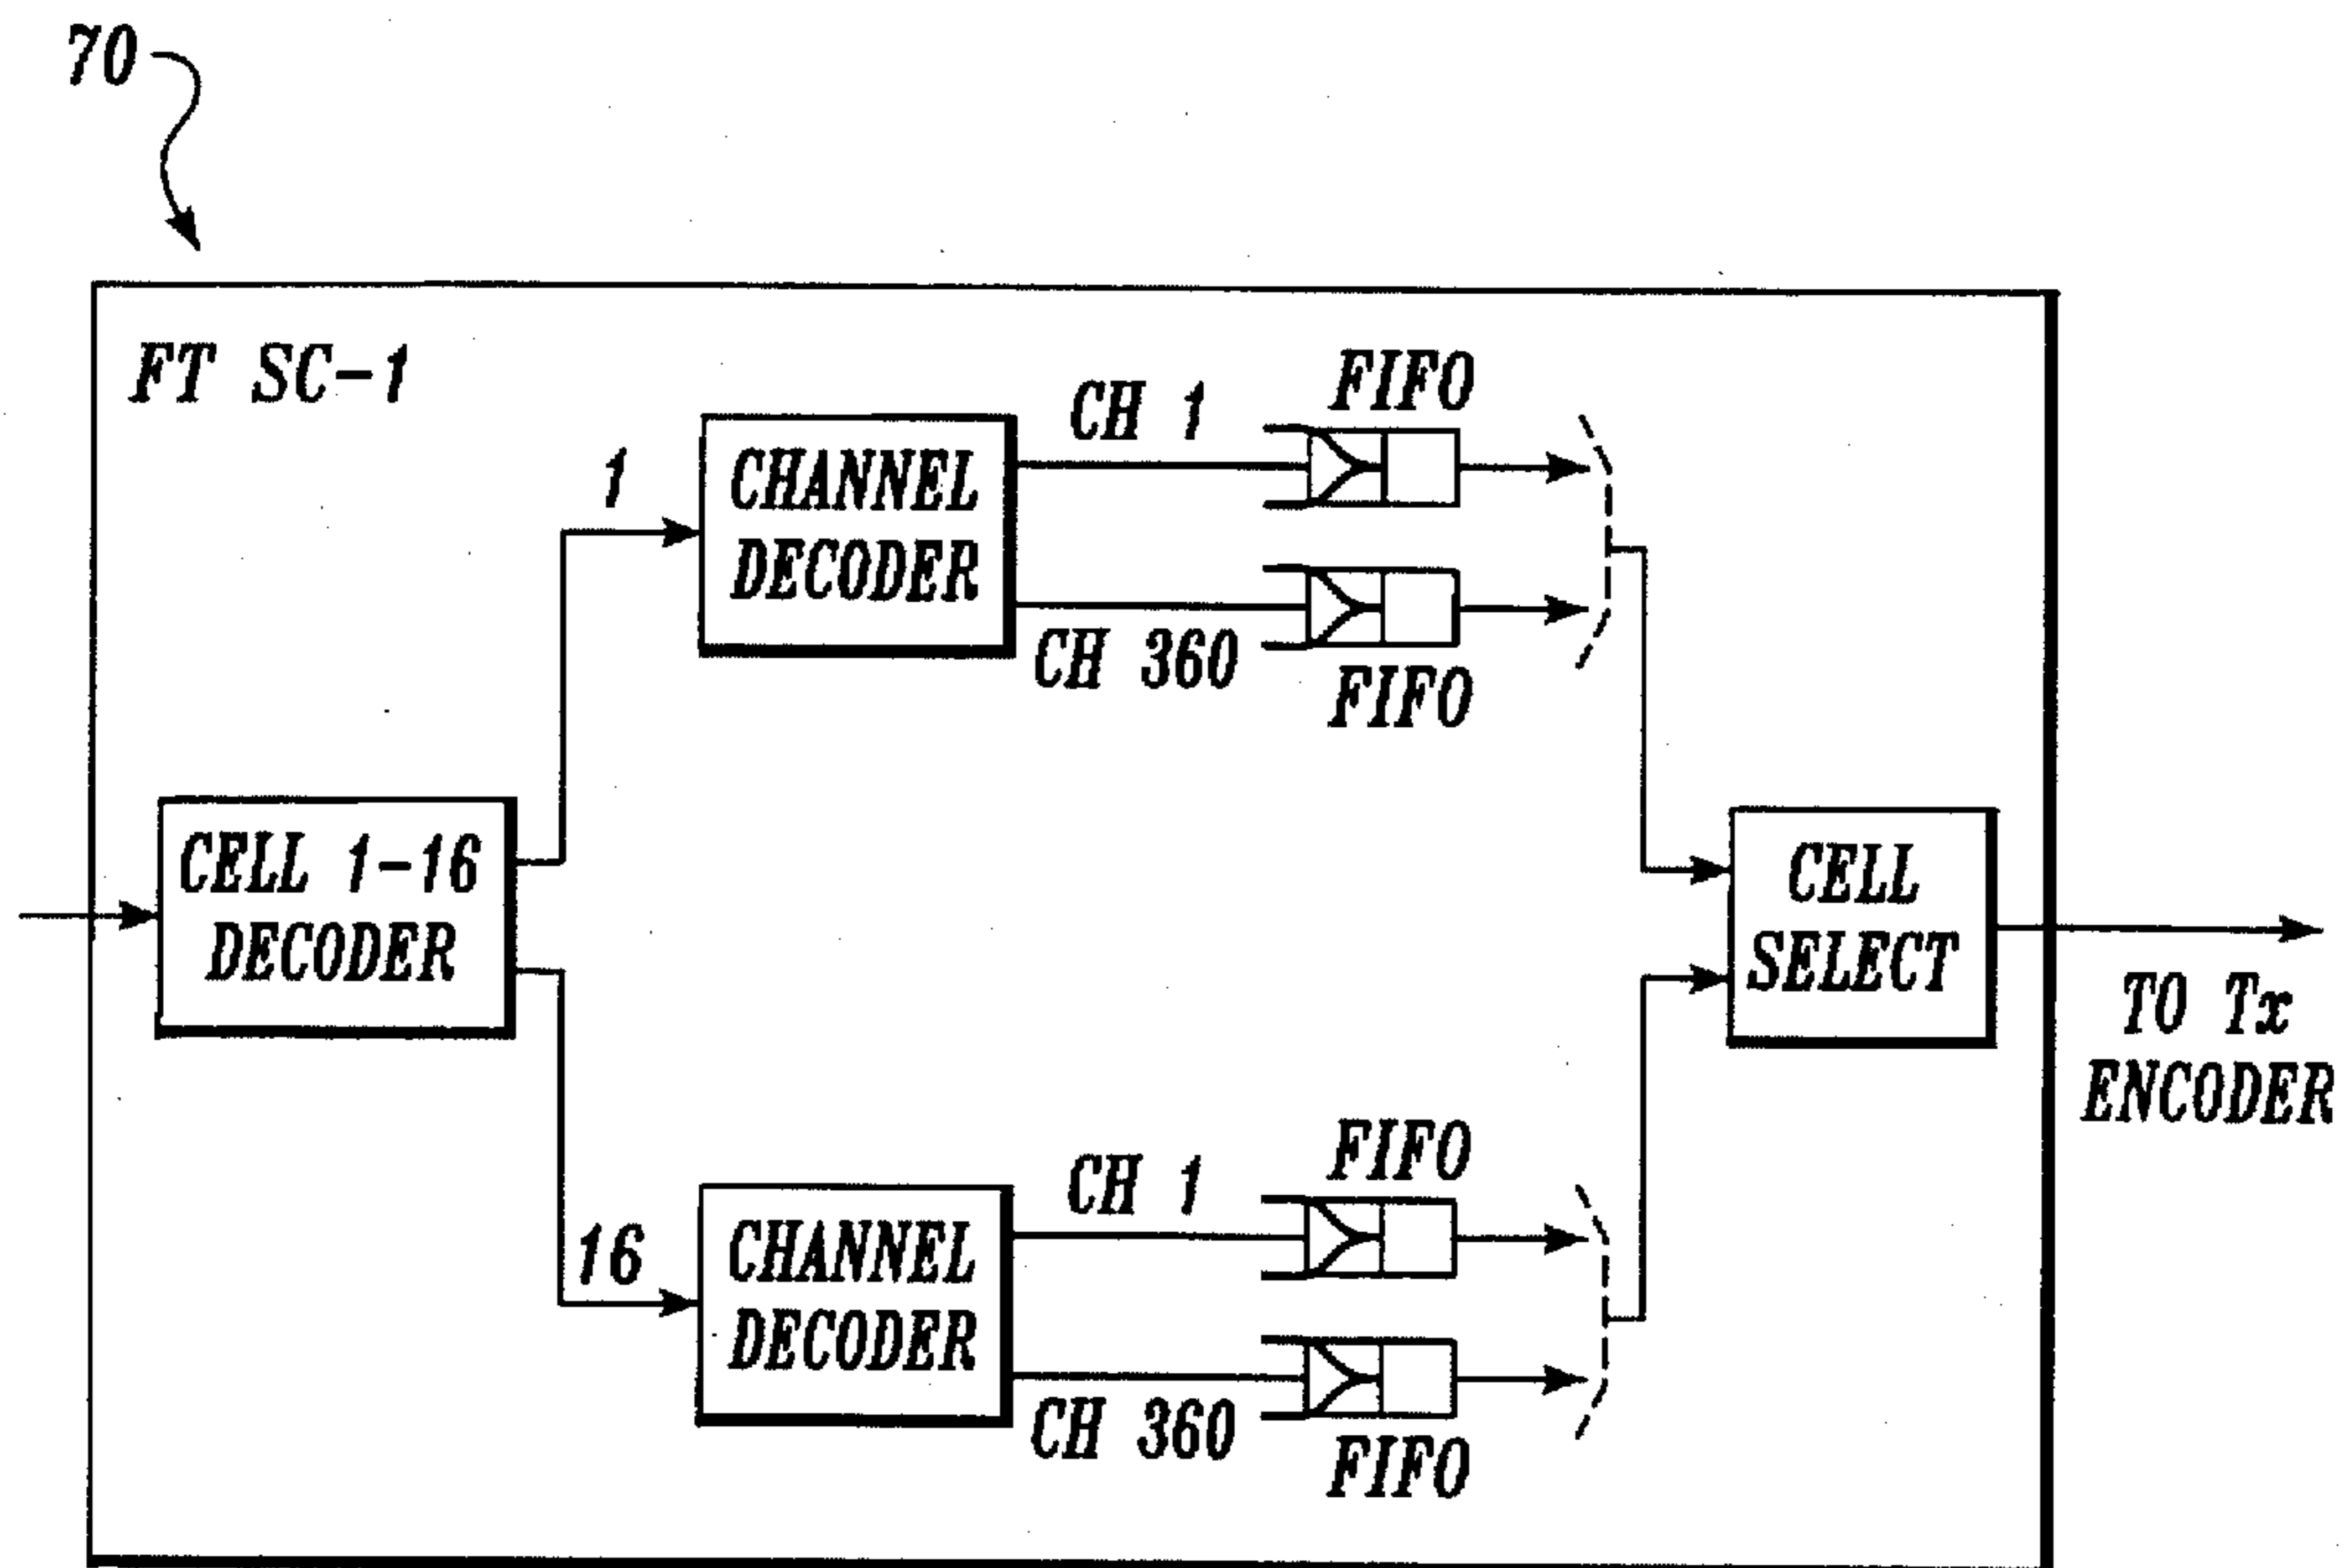 70
FT SC-1
CH 1
FIFO
1
CHANNEL
DECODER
CH 360
FIFO
CELL 1-16
DECODER
CELL
SELECT
TO Tx
ENCODER
CH 1
FIFO
16
CHANNEL
DECODER
CH 360
FIFO